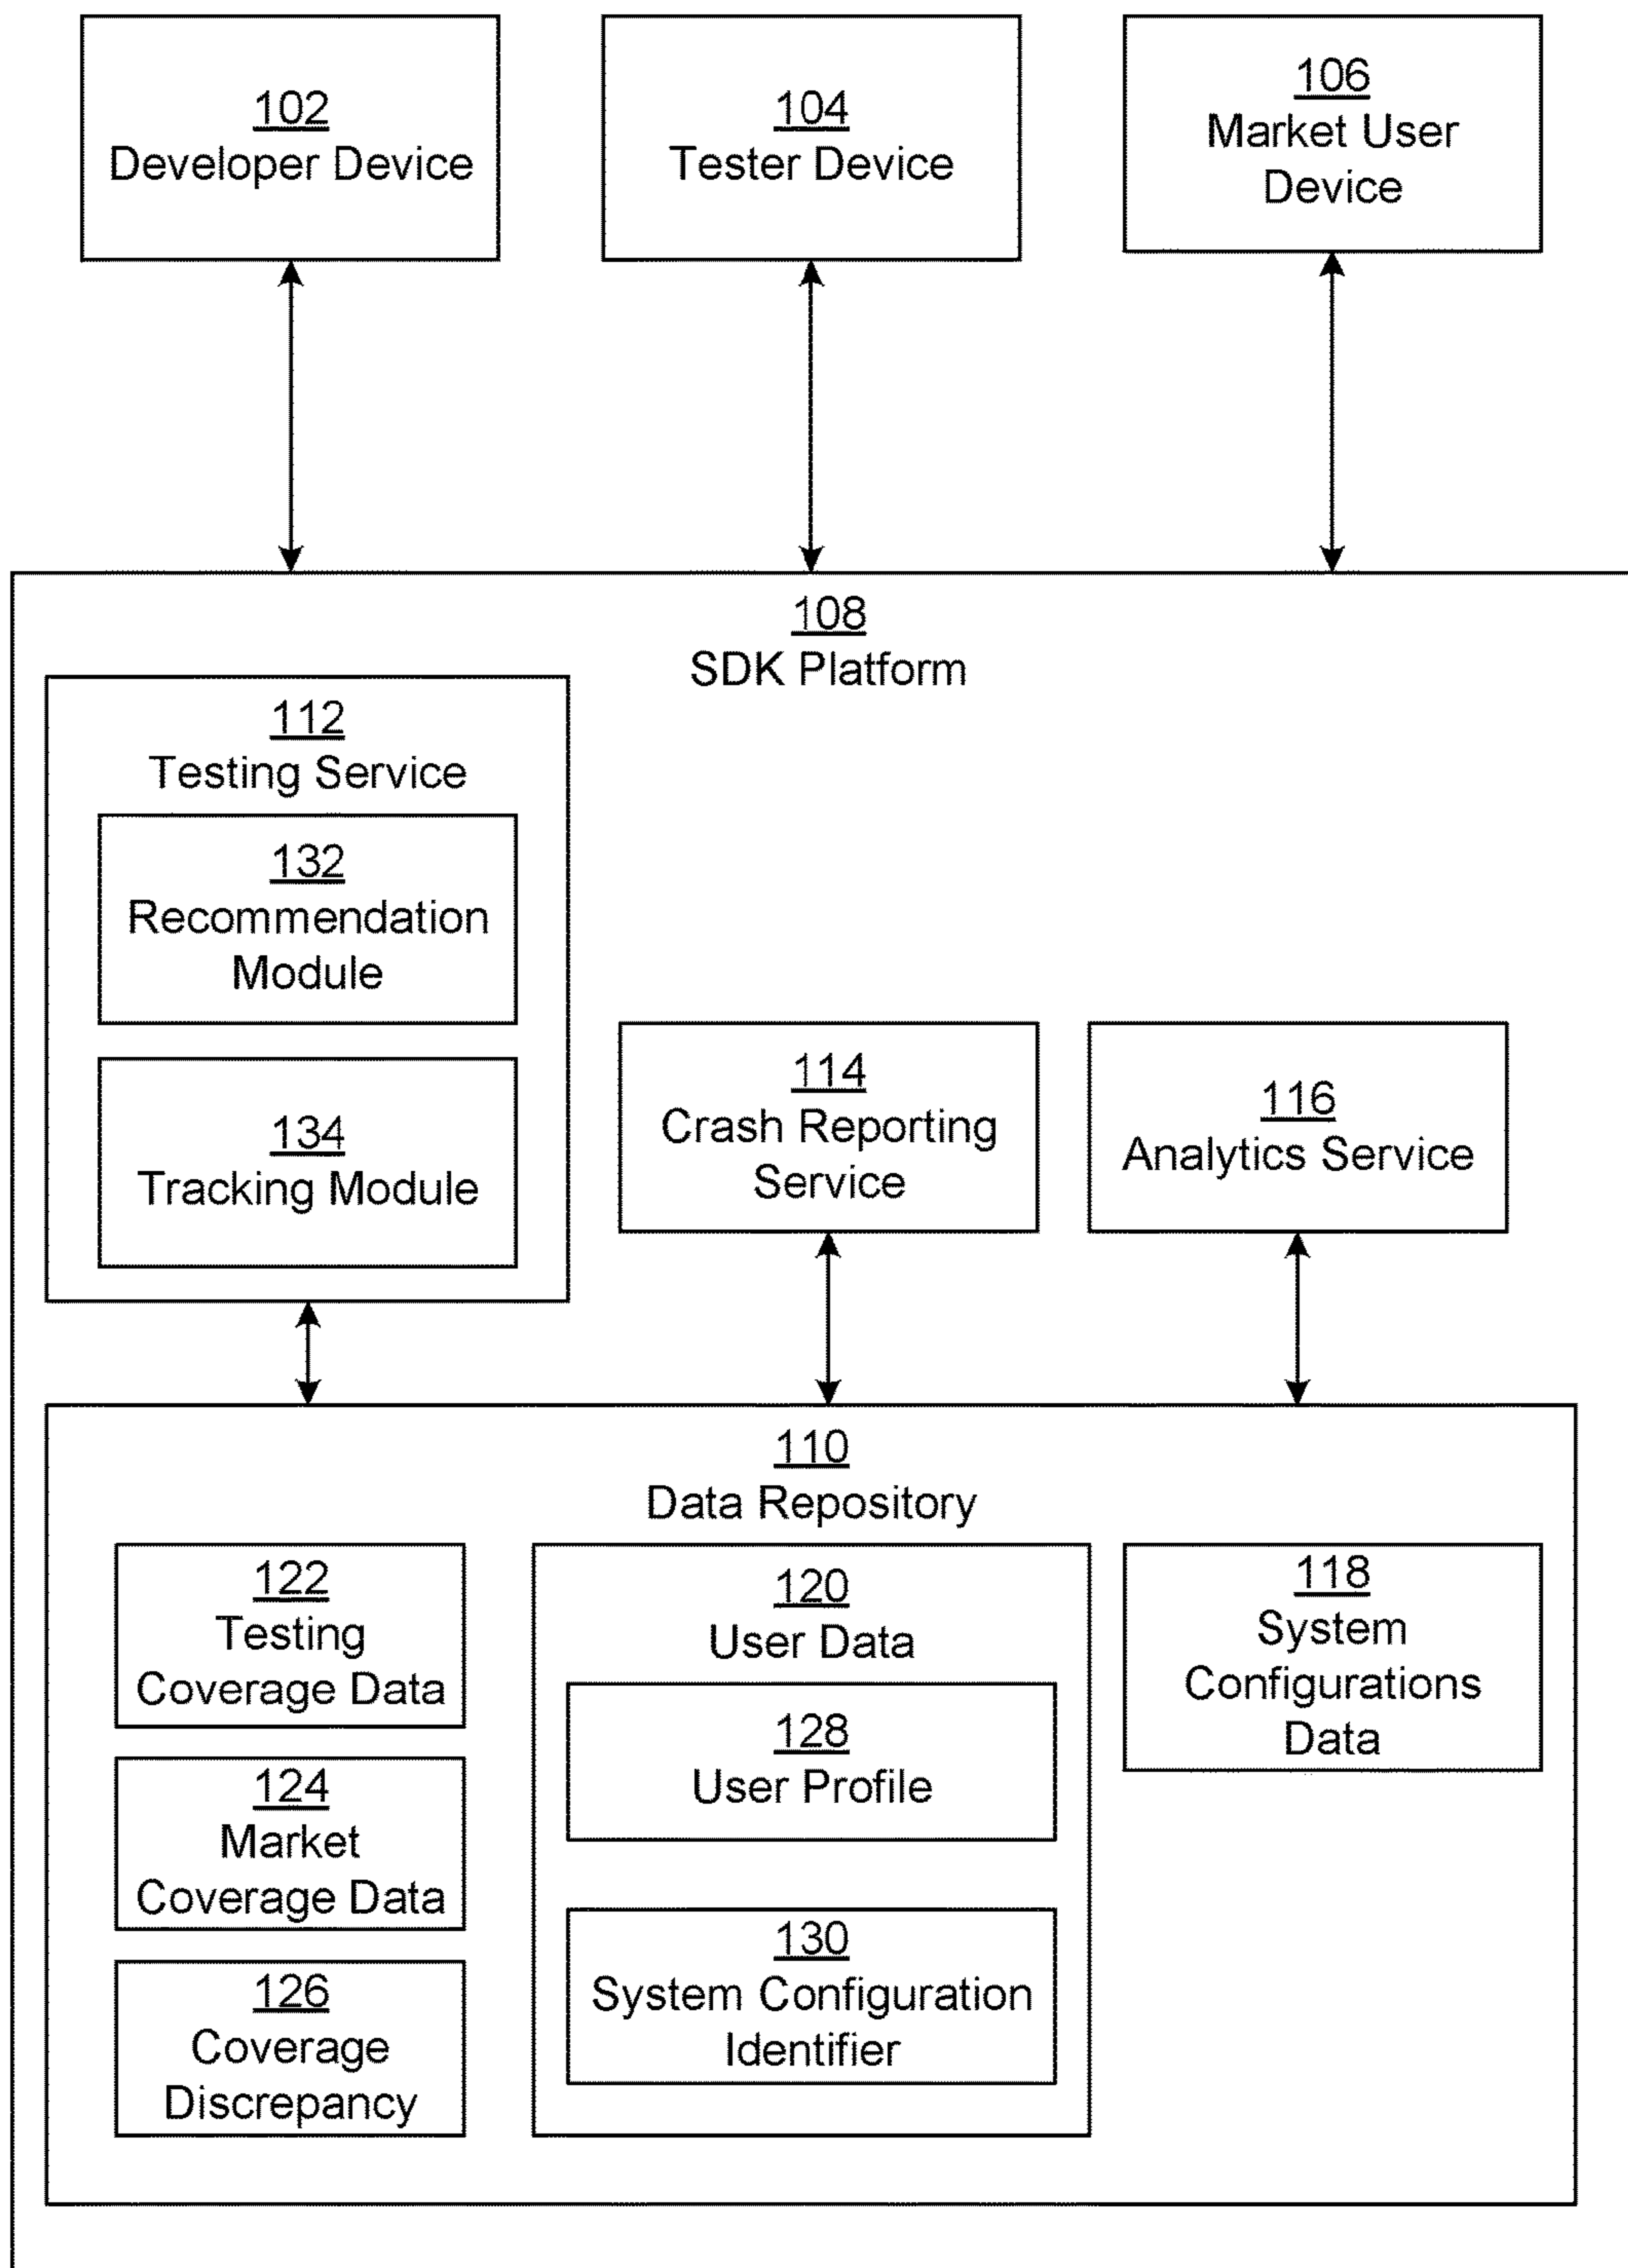 102
Developer Device
104
Tester Device
106
Market User
Device
108
SDK Platform
112
Testing Service
132
Recommendation
Module
134
Tracking Module
114
Crash Reporting
Service
116
Analytics Service
110
Data Repository
122
Testing
Coverage Data
124
Market
Coverage Data
126
Coverage
Discrepancy
120
User Data
128
User Profile
130
System Configuration
Identifier
118
System
Configurations
Data